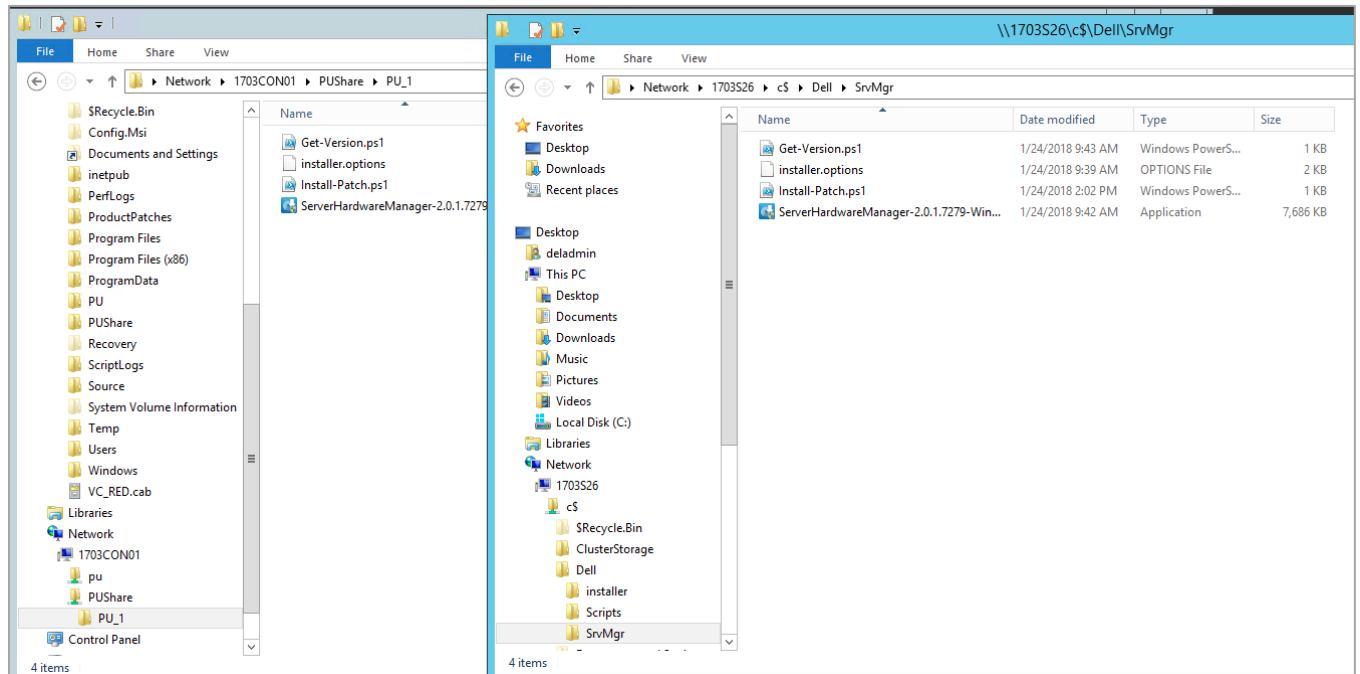 File Home Share View
Network ▸ 1703CON01 ▸ PUShare ▸ PU_1
$Recycle.Bin
Config.Msi
Documents and Settings
inetpub
PerfLogs
ProductPatches
Program Files
Program Files (x86)
ProgramData
PU
PUShare
Recovery
ScriptLogs
Source
System Volume Information
Temp
Users
Windows
VC_RED.cab
Libraries
Network
1703CON01
pu
PUShare
PU_1
Control Panel
4 items
Name
Get-Version.ps1
installer.options
Install-Patch.ps1
ServerHardwareManager-2.0.1.7279
\\1703S26\c$\Dell\SrvMgr
File Home Share View
Network ▸ 1703S26 ▸ c$ ▸ Dell ▸ SrvMgr
Favorites
Desktop
Downloads
Recent places
Desktop
deladmin
This PC
Desktop
Documents
Downloads
Music
Pictures
Videos
Local Disk (C:)
Libraries
Network
1703S26
c$
$Recycle.Bin
ClusterStorage
Dell
installer
Scripts
SrvMgr
4 items
Name Date modified Type Size
Get-Version.ps1 1/24/2018 9:43 AM Windows PowerS... 1 KB
installer.options 1/24/2018 9:39 AM OPTIONS File 2 KB
Install-Patch.ps1 1/24/2018 2:02 PM Windows PowerS... 1 KB
ServerHardwareManager-2.0.1.7279-Win... 1/24/2018 9:42 AM Application 7,686 KB